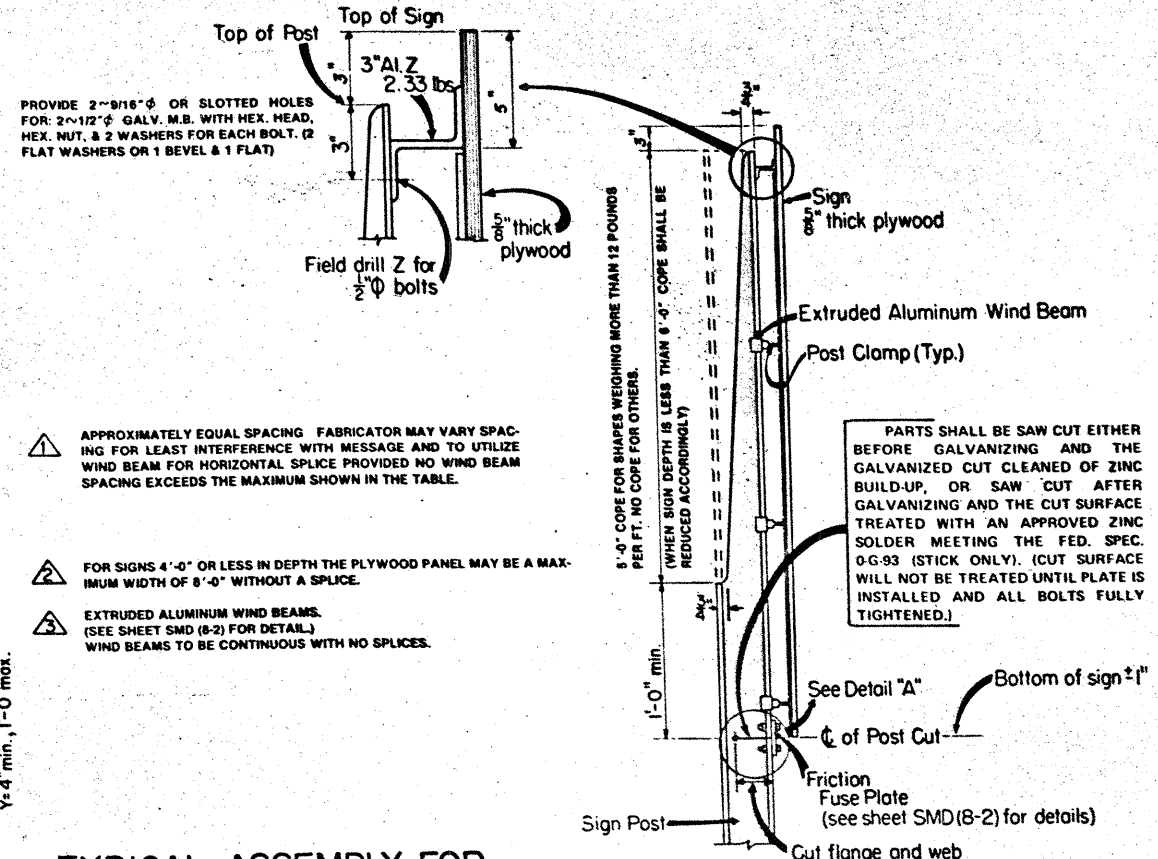 Top of Sign
Top of Post
3"
3"Al. Z
2.33 lbs
5"
3"
PROVIDE 2~9/16"ϕ OR SLOTTED HOLES
FOR: 2~1/2"ϕ GALV. M.B. WITH HEX. HEAD,
HEX. NUT, & 2 WASHERS FOR EACH BOLT. (2
FLAT WASHERS OR 1 BEVEL & 1 FLAT)
5/8" thick
plywood
Field drill Z for
1/2"ϕ bolts
3"
Sign
5/8" thick plywood
6'-0" COPE FOR SHAPES WEIGHING MORE THAN 12 POUNDS
PER FT. NO COPE FOR OTHERS.
(WHEN SIGN DEPTH IS LESS THAN 6'-0" COPE SHALL BE
REDUCED ACCORDINGLY)
Extruded Aluminum Wind Beam
Post Clamp (Typ.)
1 APPROXIMATELY EQUAL SPACING FABRICATOR MAY VARY SPAC-
ING FOR LEAST INTERFERENCE WITH MESSAGE AND TO UTILIZE
WIND BEAM FOR HORIZONTAL SPLICE PROVIDED NO WIND BEAM
SPACING EXCEEDS THE MAXIMUM SHOWN IN THE TABLE.
PARTS SHALL BE SAW CUT EITHER
BEFORE GALVANIZING AND THE
GALVANIZED CUT CLEANED OF ZINC
BUILD-UP, OR SAW CUT AFTER
GALVANIZING AND THE CUT SURFACE
TREATED WITH AN APPROVED ZINC
SOLDER MEETING THE FED. SPEC.
O-G-93 (STICK ONLY). (CUT SURFACE
WILL NOT BE TREATED UNTIL PLATE IS
INSTALLED AND ALL BOLTS FULLY
TIGHTENED.)
2 FOR SIGNS 4'-0" OR LESS IN DEPTH THE PLYWOOD PANEL MAY BE A MAX-
IMUM WIDTH OF 8'-0" WITHOUT A SPLICE.
3 EXTRUDED ALUMINUM WIND BEAMS.
(SEE SHEET SMD (8-2) FOR DETAIL.)
WIND BEAMS TO BE CONTINUOUS WITH NO SPLICES.
1'-0" min.
See Detail "A"
Bottom of sign ±1"
℄ of Post Cut
Friction
Fuse Plate
(see sheet SMD (8-2) for details)
Sign Post
Cut flange and web
Y=4" min., 1'-0 max.
TYPICAL ASSEMBLY FOR